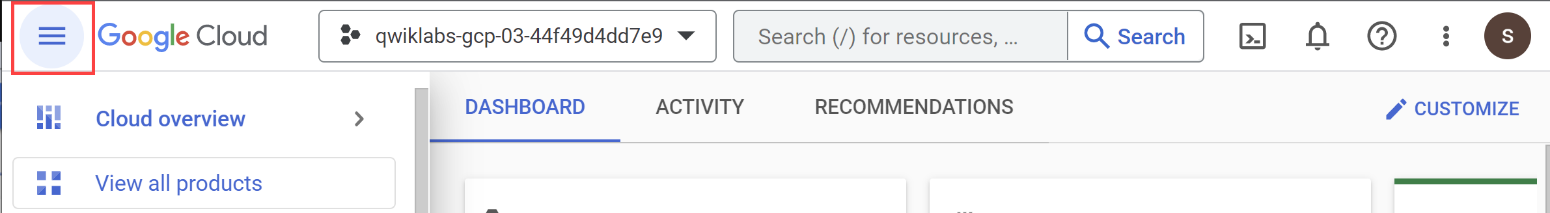 Google Cloud
qwiklabs-gcp-03-44f49d4dd7e9
Search (/) for resources, ...
Search
S
Cloud overview
View all products
DASHBOARD
ACTIVITY
RECOMMENDATIONS
CUSTOMIZE